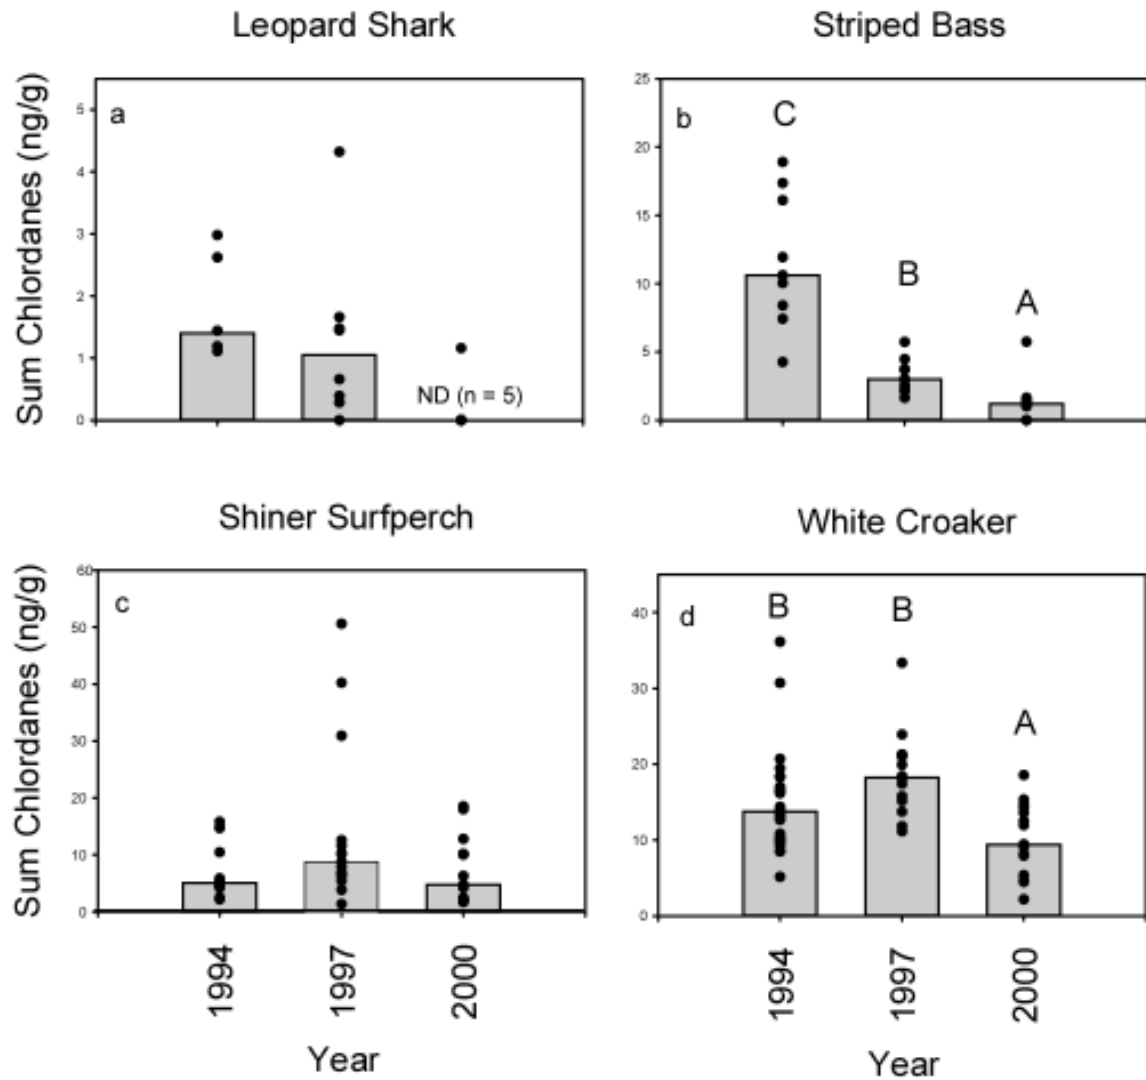 Leopard Shark
Striped Bass
Sum Chlordanes (ng/g)
5
4
3
2
1
0
a
ND (n = 5)
25
20
15
10
5
0
b
C
B
A
Shiner Surfperch
White Croaker
Sum Chlordanes (ng/g)
60
50
40
30
20
10
0
c
1994
1997
2000
Year
40
30
20
10
0
d
B
B
A
1994
1997
2000
Year